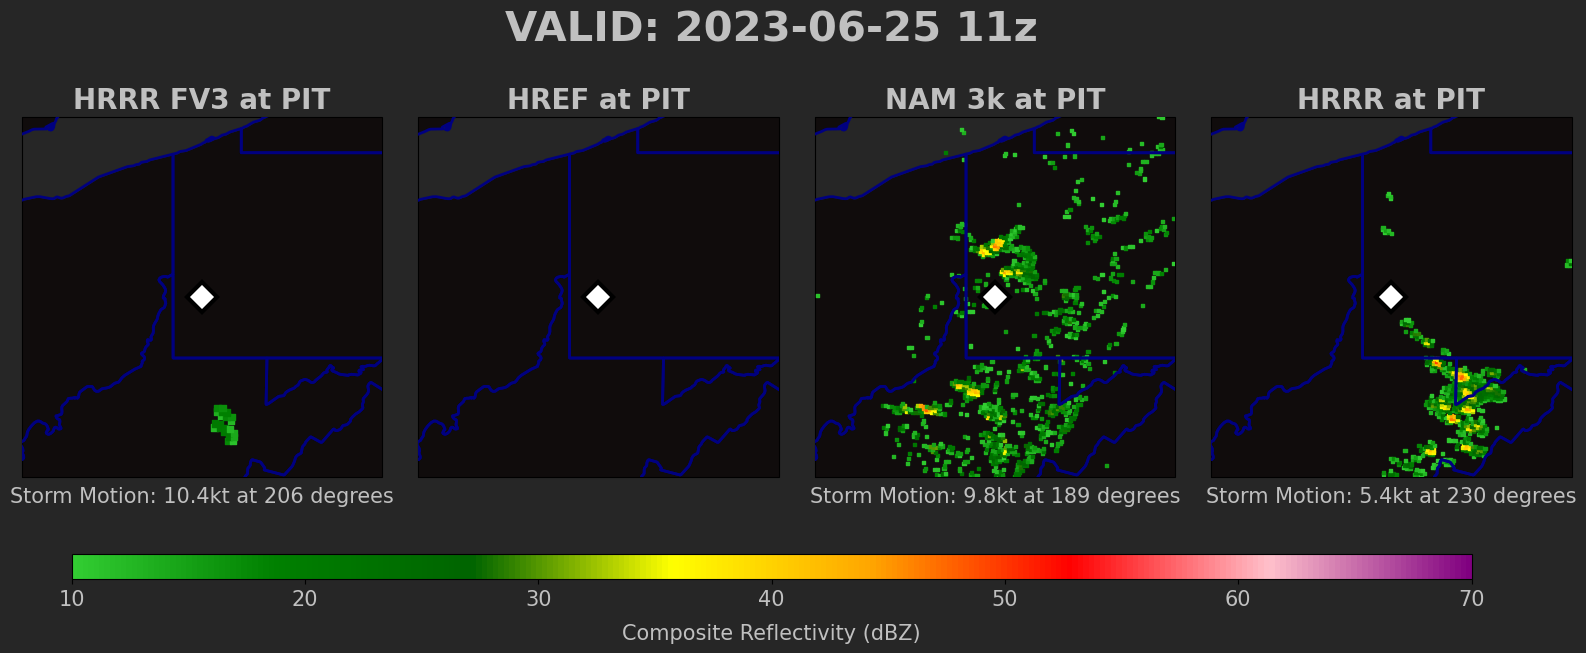 VALID: 2023-06-25 11z
HRRR FV3 at PIT
HREF at PIT
NAM 3k at PIT
HRRR at PIT
Storm Motion: 10.4kt at 206 degrees
Storm Motion: 9.8kt at 189 degrees
Storm Motion: 5.4kt at 230 degrees
10 20 30 40 50 60 70
Composite Reflectivity (dBZ)